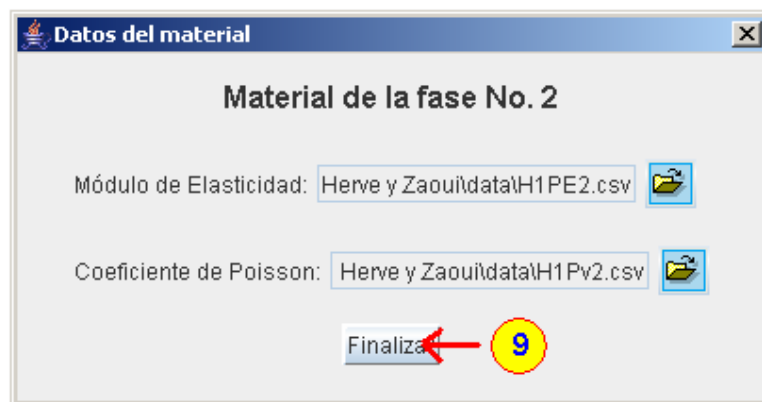 Datos del material
Material de la fase No. 2
Módulo de Elasticidad: Herve y Zaoui\data\H1PE2.csv
Coeficiente de Poisson: Herve y Zaoui\data\H1Pv2.csv
Finaliza 9